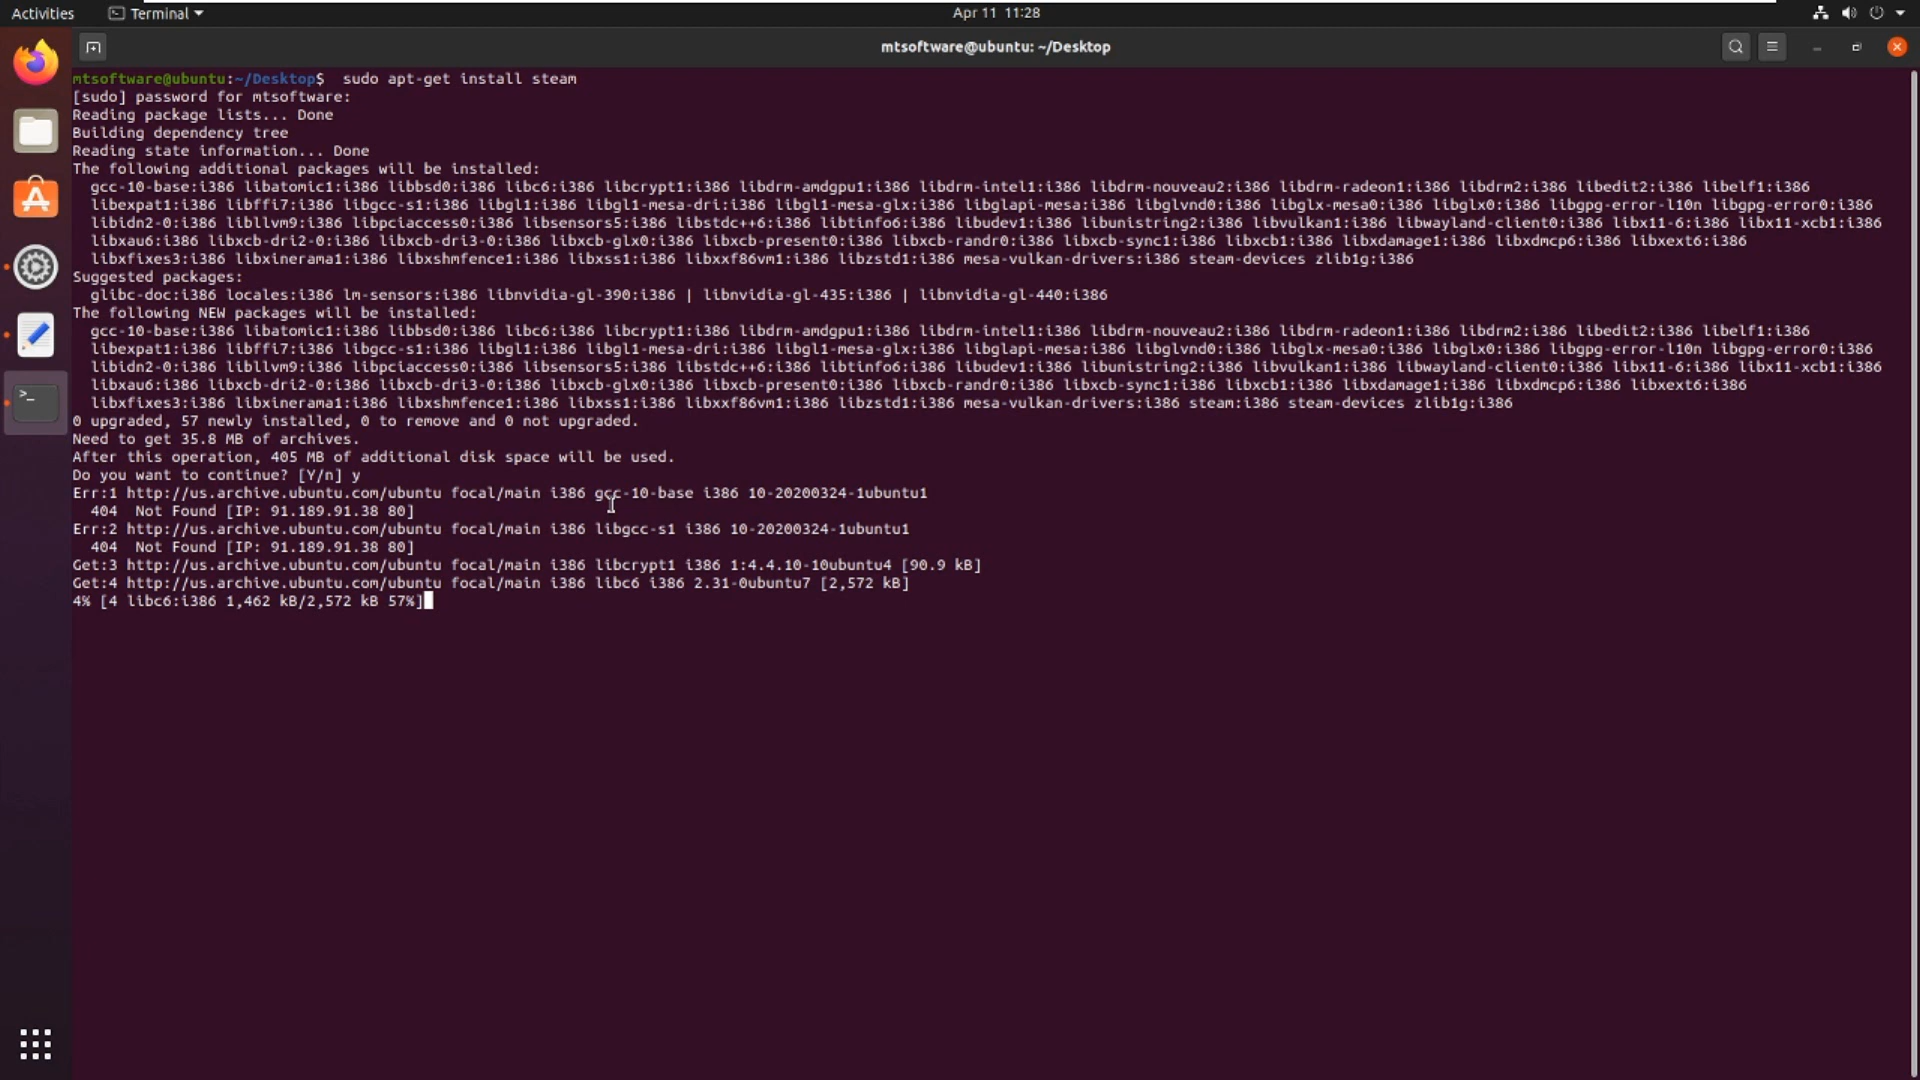 Activities Terminal Apr 11 11:28
mtsoftware@ubuntu: ~/Desktop
mtsoftware@ubuntu:~/Desktop$  sudo apt-get install steam
[sudo] password for mtsoftware:
Reading package lists... Done
Building dependency tree
Reading state information... Done
The following additional packages will be installed:
  gcc-10-base:i386 libatomic1:i386 libbsd0:i386 libc6:i386 libcrypt1:i386 libdrm-amdgpu1:i386 libdrm-intel1:i386 libdrm-nouveau2:i386 libdrm-radeon1:i386 libdrm2:i386 libedit2:i386 libelf1:i386
  libexpat1:i386 libffi7:i386 libgcc-s1:i386 libgl1:i386 libgl1-mesa-dri:i386 libgl1-mesa-glx:i386 libglapi-mesa:i386 libglvnd0:i386 libglx-mesa0:i386 libglx0:i386 libgpg-error-l10n libgpg-error0:i386
  libidn2-0:i386 libllvm9:i386 libpciaccess0:i386 libsensors5:i386 libstdc++6:i386 libtinfo6:i386 libudev1:i386 libunistring2:i386 libvulkan1:i386 libwayland-client0:i386 libx11-6:i386 libx11-xcb1:i386
  libxau6:i386 libxcb-dri2-0:i386 libxcb-dri3-0:i386 libxcb-glx0:i386 libxcb-present0:i386 libxcb-randr0:i386 libxcb-sync1:i386 libxcb1:i386 libxdamage1:i386 libxdmcp6:i386 libxext6:i386
  libxfixes3:i386 libxinerama1:i386 libxshmfence1:i386 libxss1:i386 libxxf86vm1:i386 libzstd1:i386 mesa-vulkan-drivers:i386 steam-devices zlib1g:i386
Suggested packages:
  glibc-doc:i386 locales:i386 lm-sensors:i386 libnvidia-gl-390:i386 | libnvidia-gl-435:i386 | libnvidia-gl-440:i386
The following NEW packages will be installed:
  gcc-10-base:i386 libatomic1:i386 libbsd0:i386 libc6:i386 libcrypt1:i386 libdrm-amdgpu1:i386 libdrm-intel1:i386 libdrm-nouveau2:i386 libdrm-radeon1:i386 libdrm2:i386 libedit2:i386 libelf1:i386
  libexpat1:i386 libffi7:i386 libgcc-s1:i386 libgl1:i386 libgl1-mesa-dri:i386 libgl1-mesa-glx:i386 libglapi-mesa:i386 libglvnd0:i386 libglx-mesa0:i386 libglx0:i386 libgpg-error-l10n libgpg-error0:i386
  libidn2-0:i386 libllvm9:i386 libpciaccess0:i386 libsensors5:i386 libstdc++6:i386 libtinfo6:i386 libudev1:i386 libunistring2:i386 libvulkan1:i386 libwayland-client0:i386 libx11-6:i386 libx11-xcb1:i386
  libxau6:i386 libxcb-dri2-0:i386 libxcb-dri3-0:i386 libxcb-glx0:i386 libxcb-present0:i386 libxcb-randr0:i386 libxcb-sync1:i386 libxcb1:i386 libxdamage1:i386 libxdmcp6:i386 libxext6:i386
  libxfixes3:i386 libxinerama1:i386 libxshmfence1:i386 libxss1:i386 libxxf86vm1:i386 libzstd1:i386 mesa-vulkan-drivers:i386 steam:i386 steam-devices zlib1g:i386
0 upgraded, 57 newly installed, 0 to remove and 0 not upgraded.
Need to get 35.8 MB of archives.
After this operation, 405 MB of additional disk space will be used.
Do you want to continue? [Y/n] y
Err:1 http://us.archive.ubuntu.com/ubuntu focal/main i386 gcc-10-base i386 10-20200324-1ubuntu1
  404  Not Found [IP: 91.189.91.38 80]
Err:2 http://us.archive.ubuntu.com/ubuntu focal/main i386 libgcc-s1 i386 10-20200324-1ubuntu1
  404  Not Found [IP: 91.189.91.38 80]
Get:3 http://us.archive.ubuntu.com/ubuntu focal/main i386 libcrypt1 i386 1:4.4.10-10ubuntu4 [90.9 kB]
Get:4 http://us.archive.ubuntu.com/ubuntu focal/main i386 libc6 i386 2.31-0ubuntu7 [2,572 kB]
4% [4 libc6:i386 1,462 kB/2,572 kB 57%]